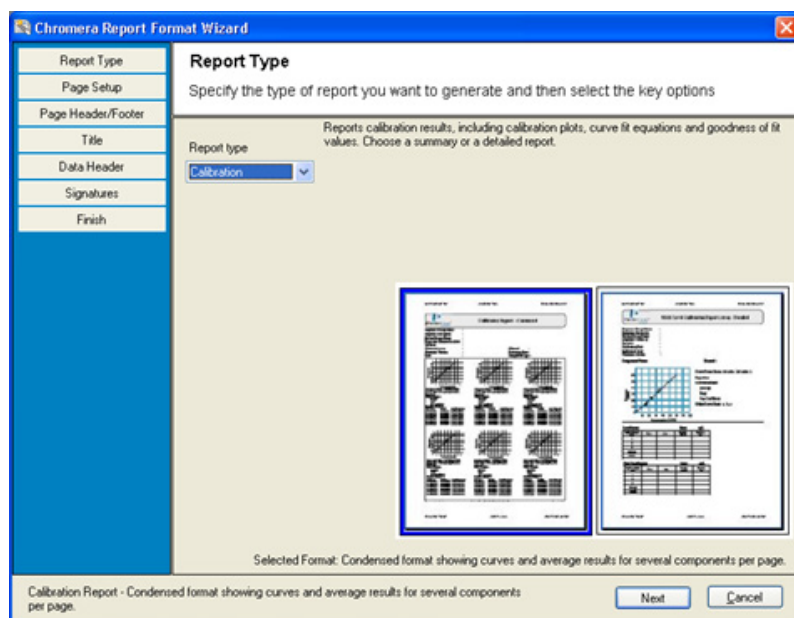 Chromera Report Format Wizard
Report Type
Page Setup
Page Header/Footer
Title
Data Header
Signatures
Finish
Report Type
Specify the type of report you want to generate and then select the key options
Report type
Calibration
Reports calibration results, including calibration plots, curve fit equations and goodness of fit
values. Choose a summary or a detailed report.
Selected Format: Condensed format showing curves and average results for several components per page.
Calibration Report - Condensed format showing curves and average results for several components
per page.
Next
Cancel